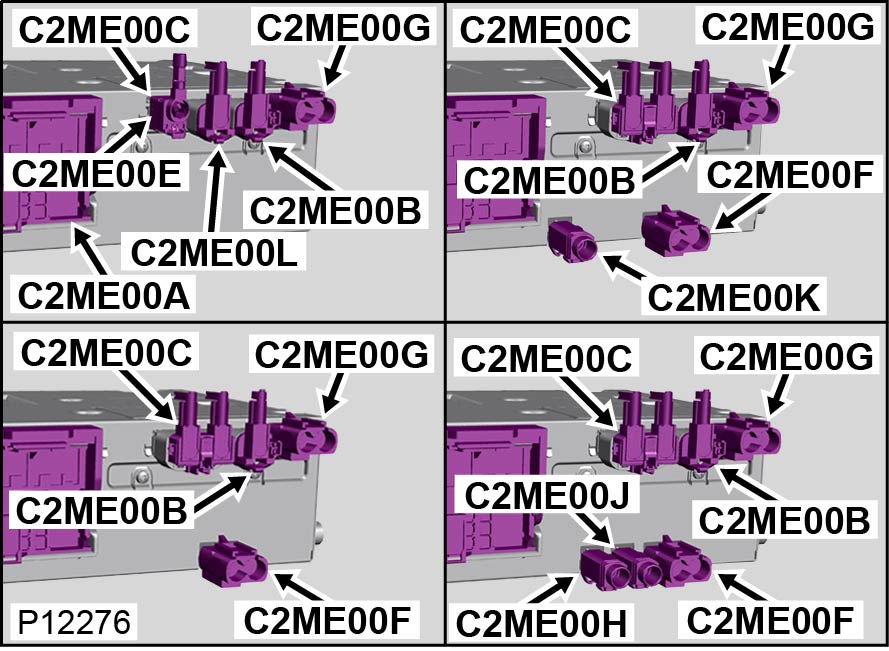 C2ME00C
C2ME00G
C2ME00E
C2ME00B
C2ME00L
C2ME00A
C2ME00C
C2ME00G
C2ME00B
C2ME00F
C2ME00K
C2ME00C
C2ME00G
C2ME00B
C2ME00F
P12276
C2ME00C
C2ME00G
C2ME00J
C2ME00B
C2ME00H
C2ME00F